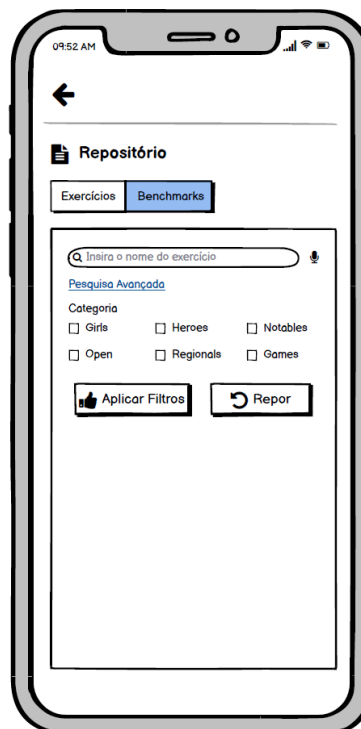 09:52 AM
Repositório
Exercícios Benchmarks
Insira o nome do exercício
Pesquisa Avançada
Categoria
Girls Heroes Notables
Open Regionals Games
Aplicar Filtros Repor